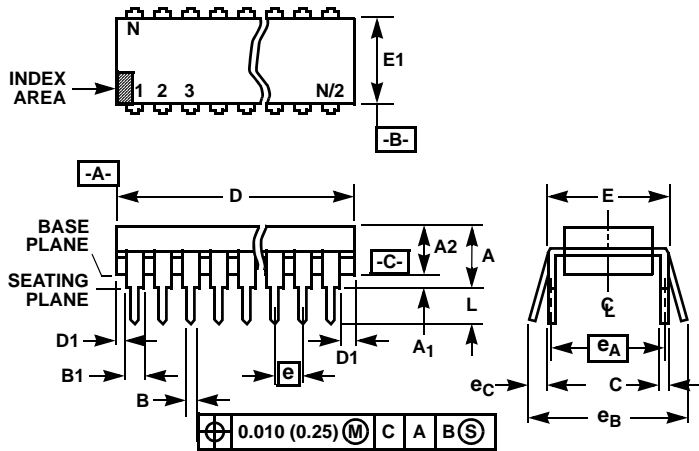 N
INDEX
AREA
1 2 3 N/2
E1
-B-
-A-
D
E
BASE
PLANE
SEATING
PLANE
A2
A
-C-
L
D1
A1
D1
B1
B
e
eA
eC
C
eB
0.010 (0.25) M C A B S